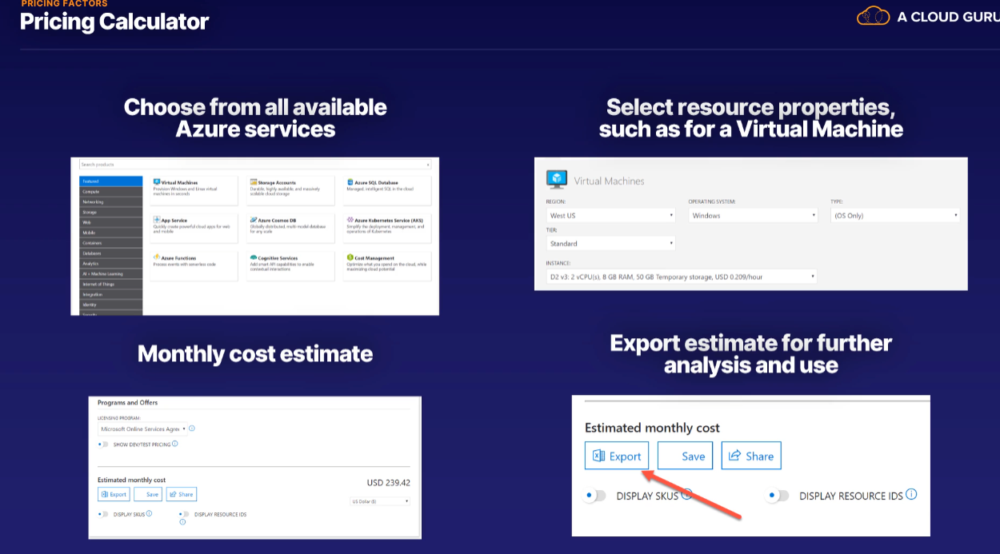 PRICING FACTORS
Pricing Calculator
A CLOUD GURU
Choose from all available
Azure services
Search products
Featured
Compute
Networking
Storage
Web
Mobile
Containers
Databases
Analytics
AI + Machine Learning
Internet of Things
Integration
Identity
Security
Virtual Machines
Provision Windows and Linux virtual
machines in seconds
Storage Accounts
Durable, highly available, and massively
scalable cloud storage
Azure SQL Database
Managed, intelligent SQL in the cloud
App Service
Quickly create powerful cloud apps for web
and mobile
Azure Cosmos DB
Globally distributed, multi-model database
for any scale
Azure Kubernetes Service (AKS)
Simplify the deployment, management, and
operations of Kubernetes
Azure Functions
Process events with serverless code
Cognitive Services
Add smart API capabilities to enable
contextual interactions
Cost Management
Optimize what you spend on the cloud, while
maximizing cloud potential
Select resource properties,
such as for a Virtual Machine
Virtual Machines
REGION:
West US
OPERATING SYSTEM:
Windows
TYPE:
(OS Only)
TIER:
Standard
INSTANCE:
D2 v3: 2 vCPU(s), 8 GB RAM, 50 GB Temporary storage, USD 0.209/hour
Monthly cost estimate
Programs and Offers
LICENSING PROGRAM:
Microsoft Online Services Agre
SHOW DEV/TEST PRICING
Estimated monthly cost
USD 239.42
Export
Save
Share
US Dollar ($)
DISPLAY SKUS
DISPLAY RESOURCE IDS
Export estimate for further
analysis and use
Estimated monthly cost
Export
Save
Share
DISPLAY SKUS
DISPLAY RESOURCE IDS